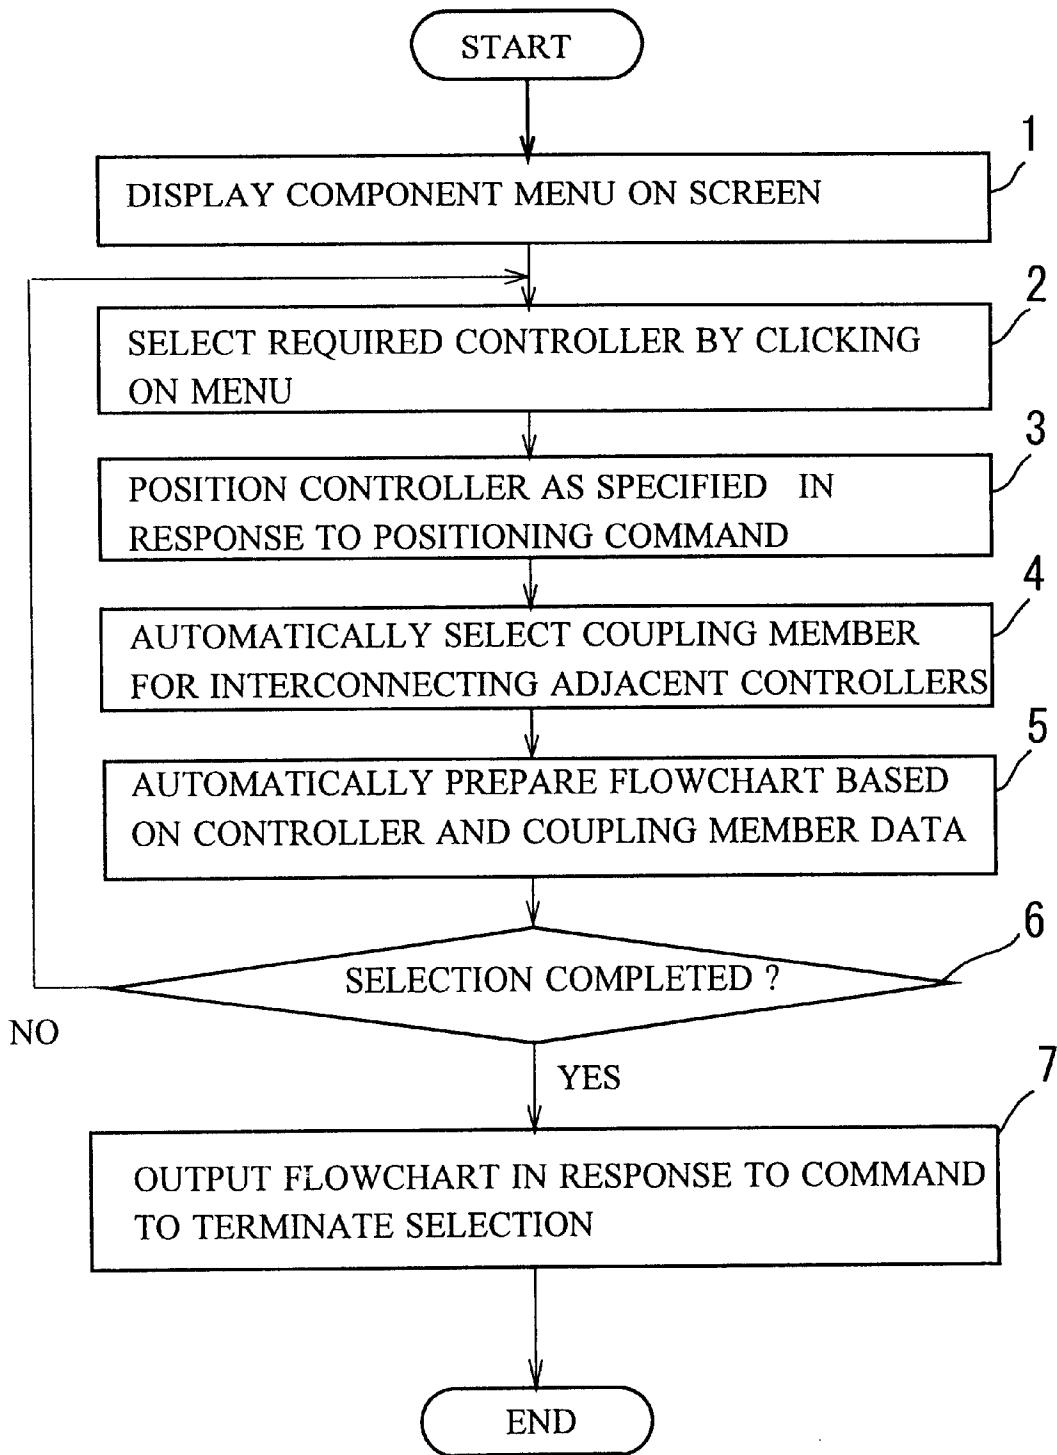 START
1
DISPLAY COMPONENT MENU ON SCREEN
2
SELECT REQUIRED CONTROLLER BY CLICKING
ON MENU
3
POSITION CONTROLLER AS SPECIFIED IN
RESPONSE TO POSITIONING COMMAND
4
AUTOMATICALLY SELECT COUPLING MEMBER
FOR INTERCONNECTING ADJACENT CONTROLLERS
5
AUTOMATICALLY PREPARE FLOWCHART BASED
ON CONTROLLER AND COUPLING MEMBER DATA
6
SELECTION COMPLETED ?
NO
YES
7
OUTPUT FLOWCHART IN RESPONSE TO COMMAND
TO TERMINATE SELECTION
END